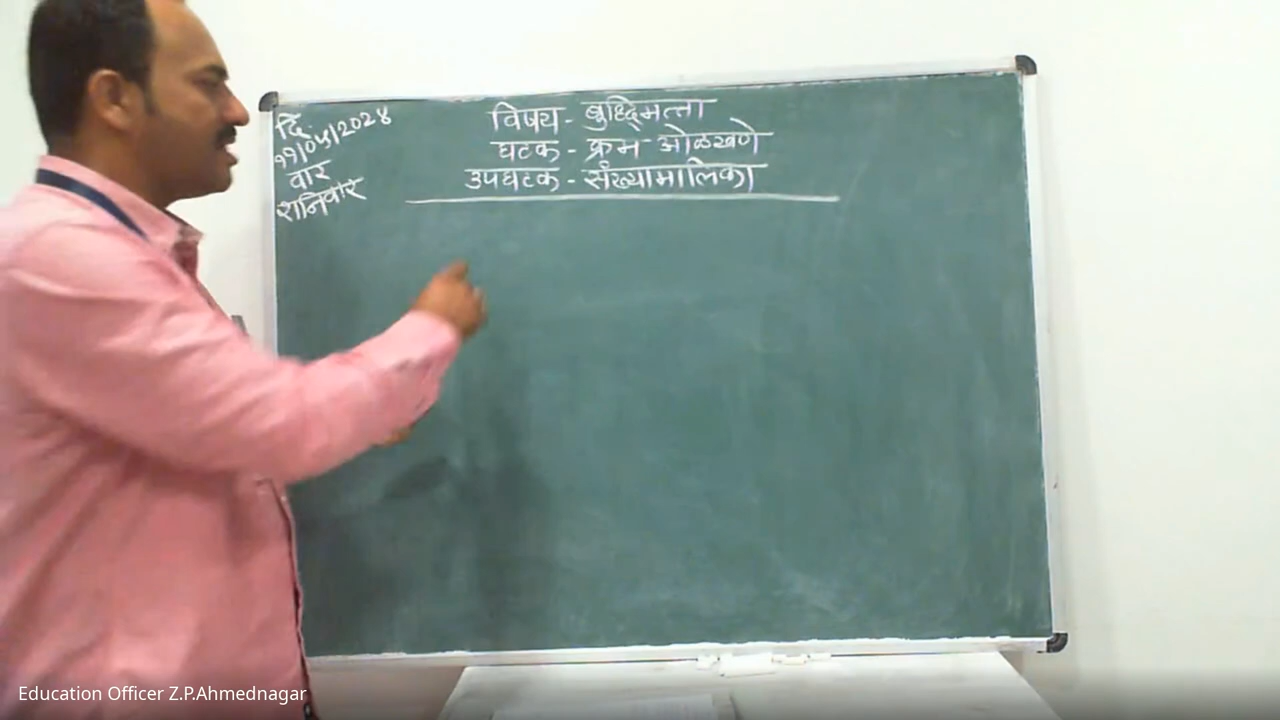 दि.
११/०५/२०२४
वार
शनिवार
विषय - बुध्दिमत्ता
घटक - क्रम ओळखणे
उपघटक - संख्यामालिका
Education Officer Z.P.Ahmednagar